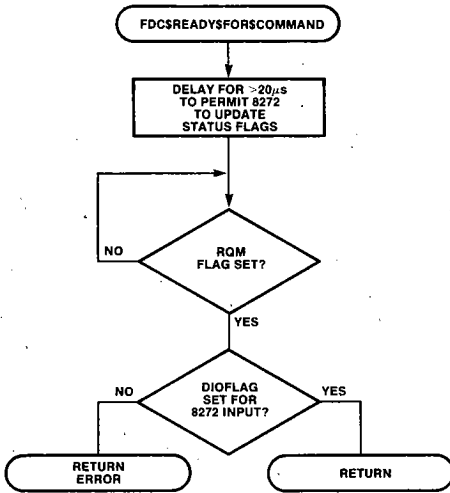 FDC$READY$FOR$COMMAND
DELAY FOR >20μs
TO PERMIT 8272
TO UPDATE
STATUS FLAGS
NO
RQM
FLAG SET?
YES
NO
DIOFLAG
SET FOR
8272 INPUT?
YES
RETURN
ERROR
RETURN